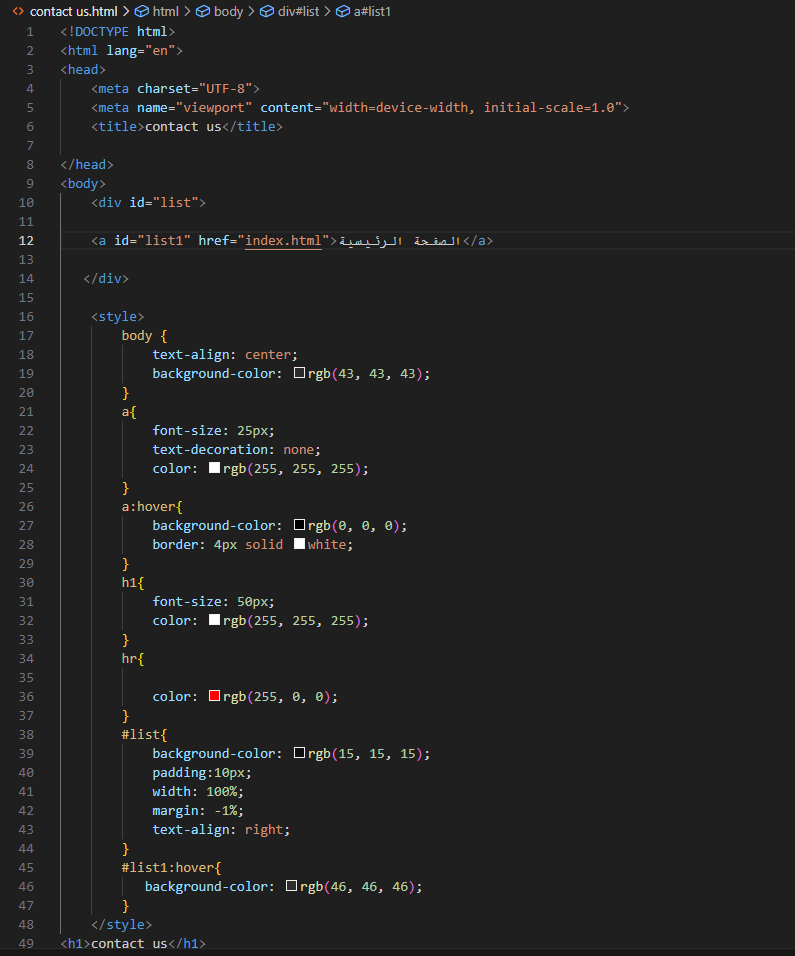 contact us.html > html > body > div#list > a#list1
1 <!DOCTYPE html>
2 <html lang="en">
3 <head>
4     <meta charset="UTF-8">
5     <meta name="viewport" content="width=device-width, initial-scale=1.0">
6     <title>contact us</title>
7
8 </head>
9 <body>
10     <div id="list">
11
12     <a id="list1" href="index.html">الصفحة الرئيسية</a>
13
14    </div>
15
16     <style>
17         body {
18             text-align: center;
19             background-color: rgb(43, 43, 43);
20         }
21         a{
22             font-size: 25px;
23             text-decoration: none;
24             color: rgb(255, 255, 255);
25         }
26         a:hover{
27             background-color: rgb(0, 0, 0);
28             border: 4px solid white;
29         }
30         h1{
31             font-size: 50px;
32             color: rgb(255, 255, 255);
33         }
34         hr{
35
36             color: rgb(255, 0, 0);
37         }
38         #list{
39             background-color: rgb(15, 15, 15);
40             padding:10px;
41             width: 100%;
42             margin: -1%;
43             text-align: right;
44         }
45         #list1:hover{
46            background-color: rgb(46, 46, 46);
47         }
48     </style>
49 <h1>contact us</h1>